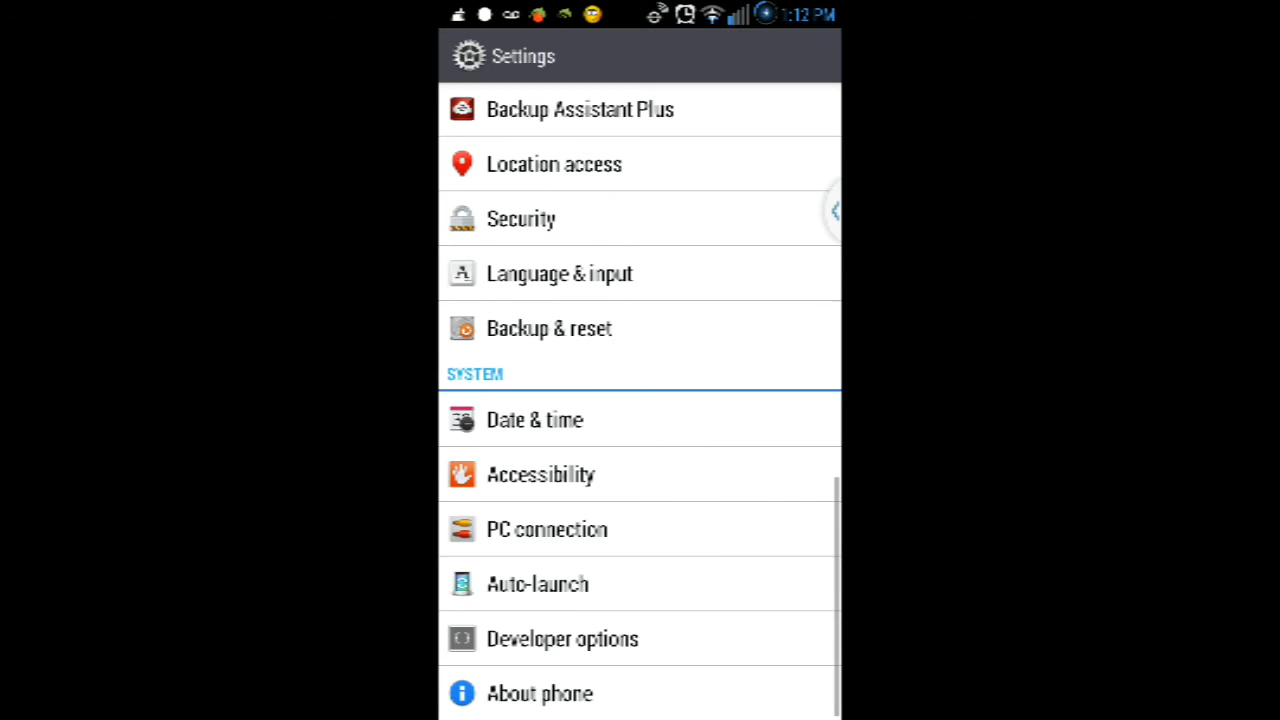 1:12 PM
Settings
Backup Assistant Plus
Location access
Security
Language & input
Backup & reset
SYSTEM
Date & time
Accessibility
PC connection
Auto-launch
Developer options
About phone